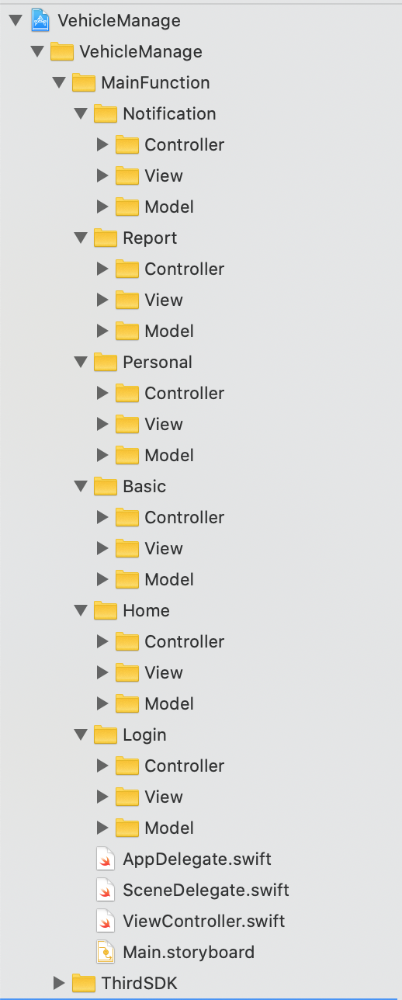 VehicleManage
VehicleManage
MainFunction
Notification
Controller
View
Model
Report
Controller
View
Model
Personal
Controller
View
Model
Basic
Controller
View
Model
Home
Controller
View
Model
Login
Controller
View
Model
AppDelegate.swift
SceneDelegate.swift
ViewController.swift
Main.storyboard
ThirdSDK